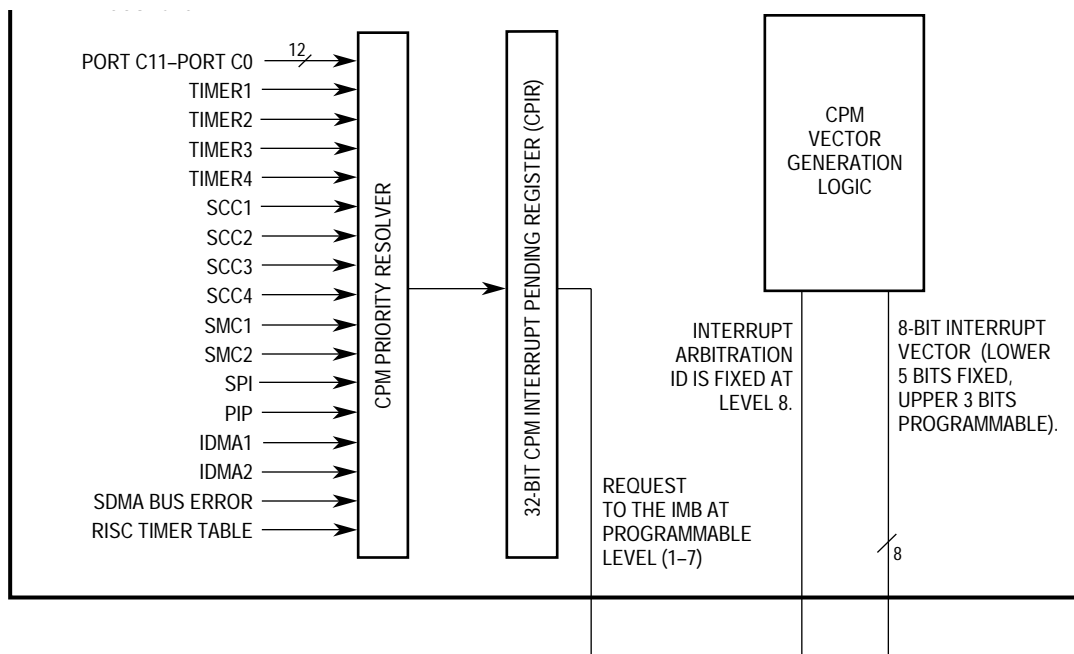 PORT C11–PORT C0
12
TIMER1
TIMER2
TIMER3
TIMER4
SCC1
SCC2
SCC3
SCC4
SMC1
SMC2
SPI
PIP
IDMA1
IDMA2
SDMA BUS ERROR
RISC TIMER TABLE
CPM PRIORITY RESOLVER
32-BIT CPM INTERRUPT PENDING REGISTER (CPIR)
REQUEST
TO THE IMB AT
PROGRAMMABLE
LEVEL (1–7)
CPM
VECTOR
GENERATION
LOGIC
INTERRUPT
ARBITRATION
ID IS FIXED AT
LEVEL 8.
8-BIT INTERRUPT
VECTOR (LOWER
5 BITS FIXED,
UPPER 3 BITS
PROGRAMMABLE).
8